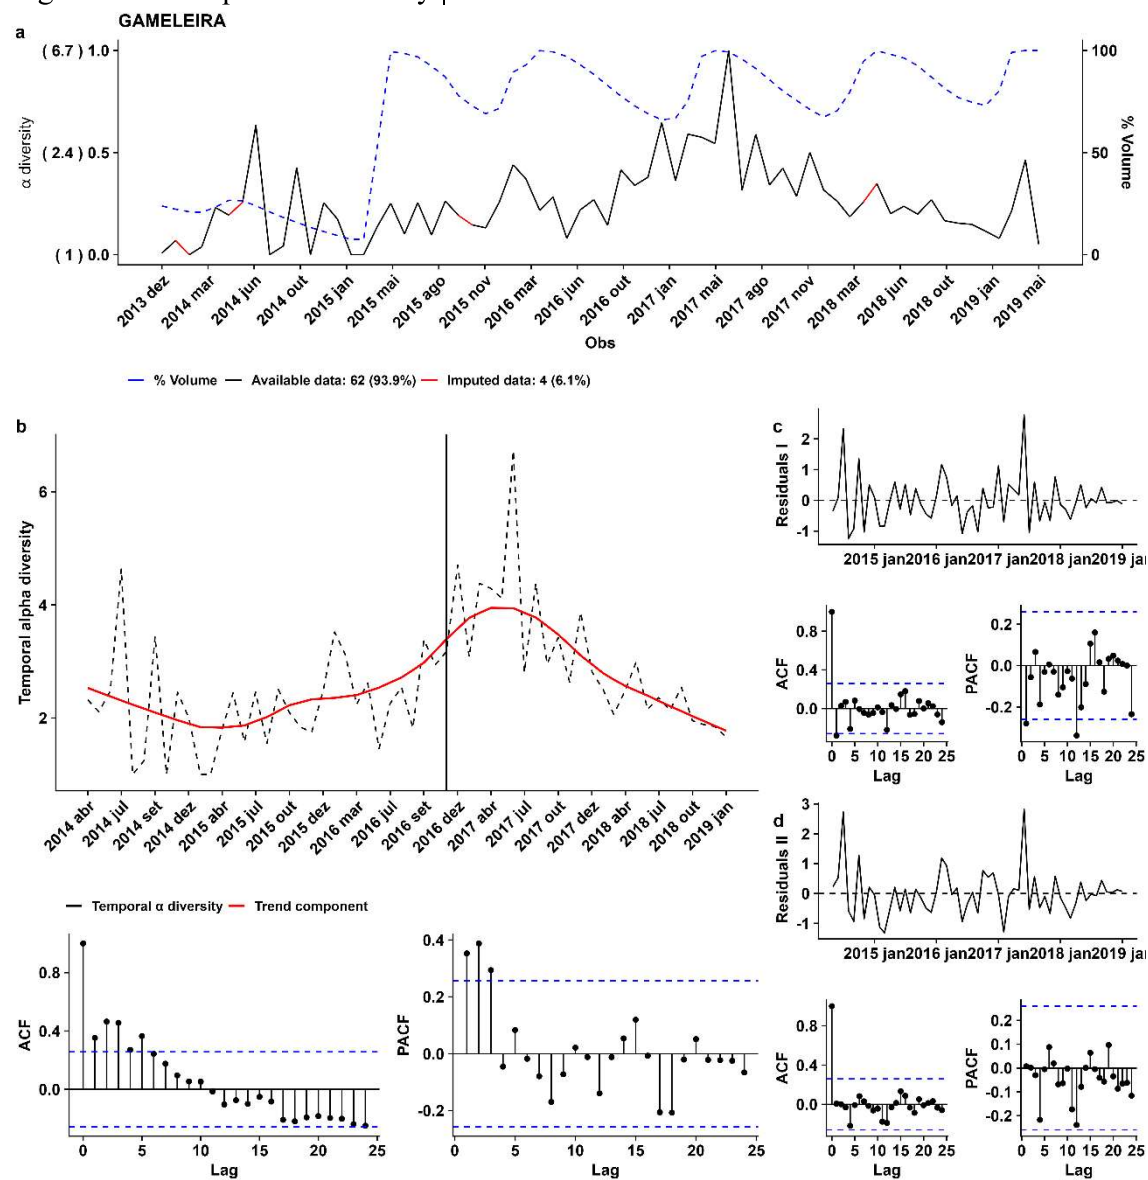 GAMELEIRA
a
( 6.7 ) 1.0
( 2.4 ) 0.5
( 1 ) 0.0
α diversity
100
50
0
% Volume
2013 dez 2014 mar 2014 jun 2014 out 2015 jan 2015 mai 2015 ago 2015 nov 2016 mar 2016 jun 2016 out 2017 jan 2017 mai 2017 ago 2017 nov 2018 mar 2018 jun 2018 out 2019 jan 2019 mai
Obs
% Volume Available data: 62 (93.9%) Imputed data: 4 (6.1%)
b
Temporal alpha diversity
6
4
2
2014 abr 2014 jul 2014 set 2014 dez 2015 abr 2015 jul 2015 out 2015 dez 2016 mar 2016 jul 2016 set 2016 dez 2017 abr 2017 jul 2017 out 2017 dez 2018 abr 2018 jul 2018 out 2019 jan
Temporal α diversity Trend component
ACF
0.8
0.4
0.0
0 5 10 15 20 25
Lag
PACF
0.4
0.2
0.0
-0.2
0 5 10 15 20 25
Lag
c
Residuals I
2
1
0
-1
2015 jan 2016 jan 2017 jan 2018 jan 2019 jan
ACF
0.8
0.4
0.0
0 5 10 15 20 25
Lag
PACF
0.2
0.0
-0.2
0 5 10 15 20 25
Lag
d
Residuals II
3
2
1
0
-1
2015 jan 2016 jan 2017 jan 2018 jan 2019 jan
ACF
0.8
0.4
0.0
0 5 10 15 20 25
Lag
PACF
0.2
0.1
0.0
-0.1
-0.2
0 5 10 15 20 25
Lag